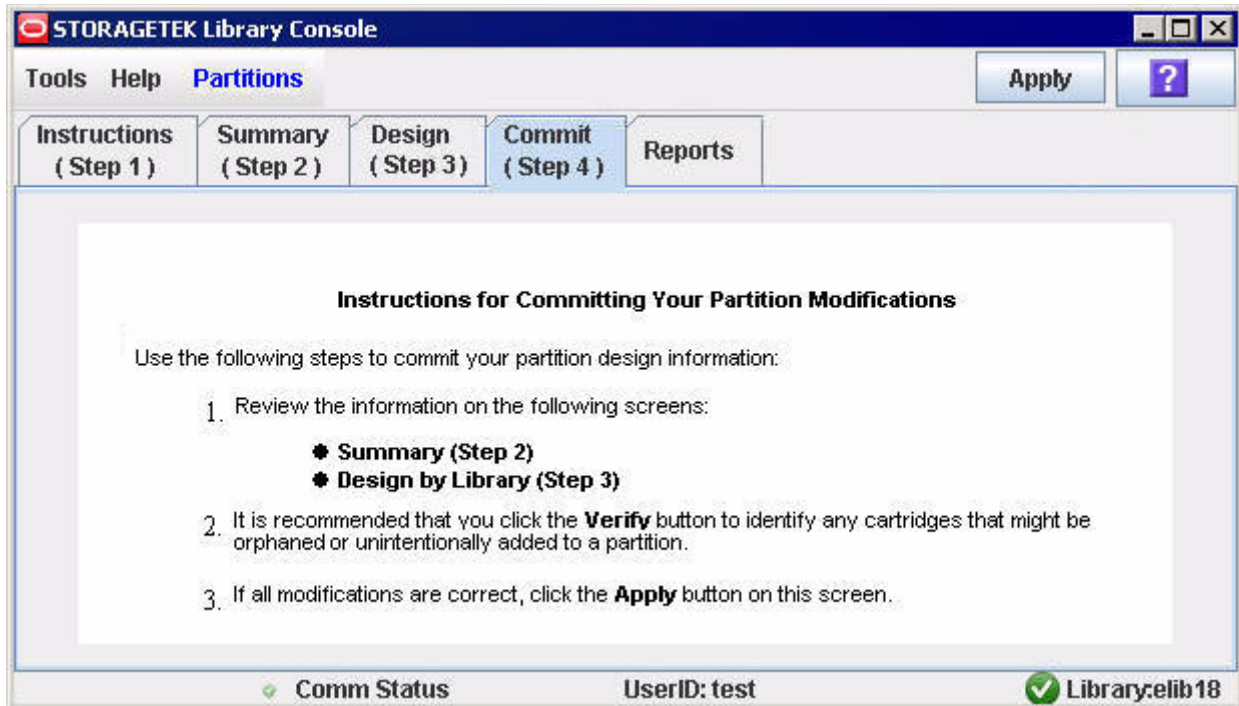 STORAGETEK Library Console
Tools Help Partitions Apply ?
Instructions Summary Design Commit Reports
( Step 1 ) ( Step 2 ) ( Step 3 ) ( Step 4 )
Instructions for Committing Your Partition Modifications
Use the following steps to commit your partition design information:
1. Review the information on the following screens:
Summary (Step 2)
Design by Library (Step 3)
2. It is recommended that you click the Verify button to identify any cartridges that might be
orphaned or unintentionally added to a partition.
3. If all modifications are correct, click the Apply button on this screen.
Comm Status UserID: test Library:elib18